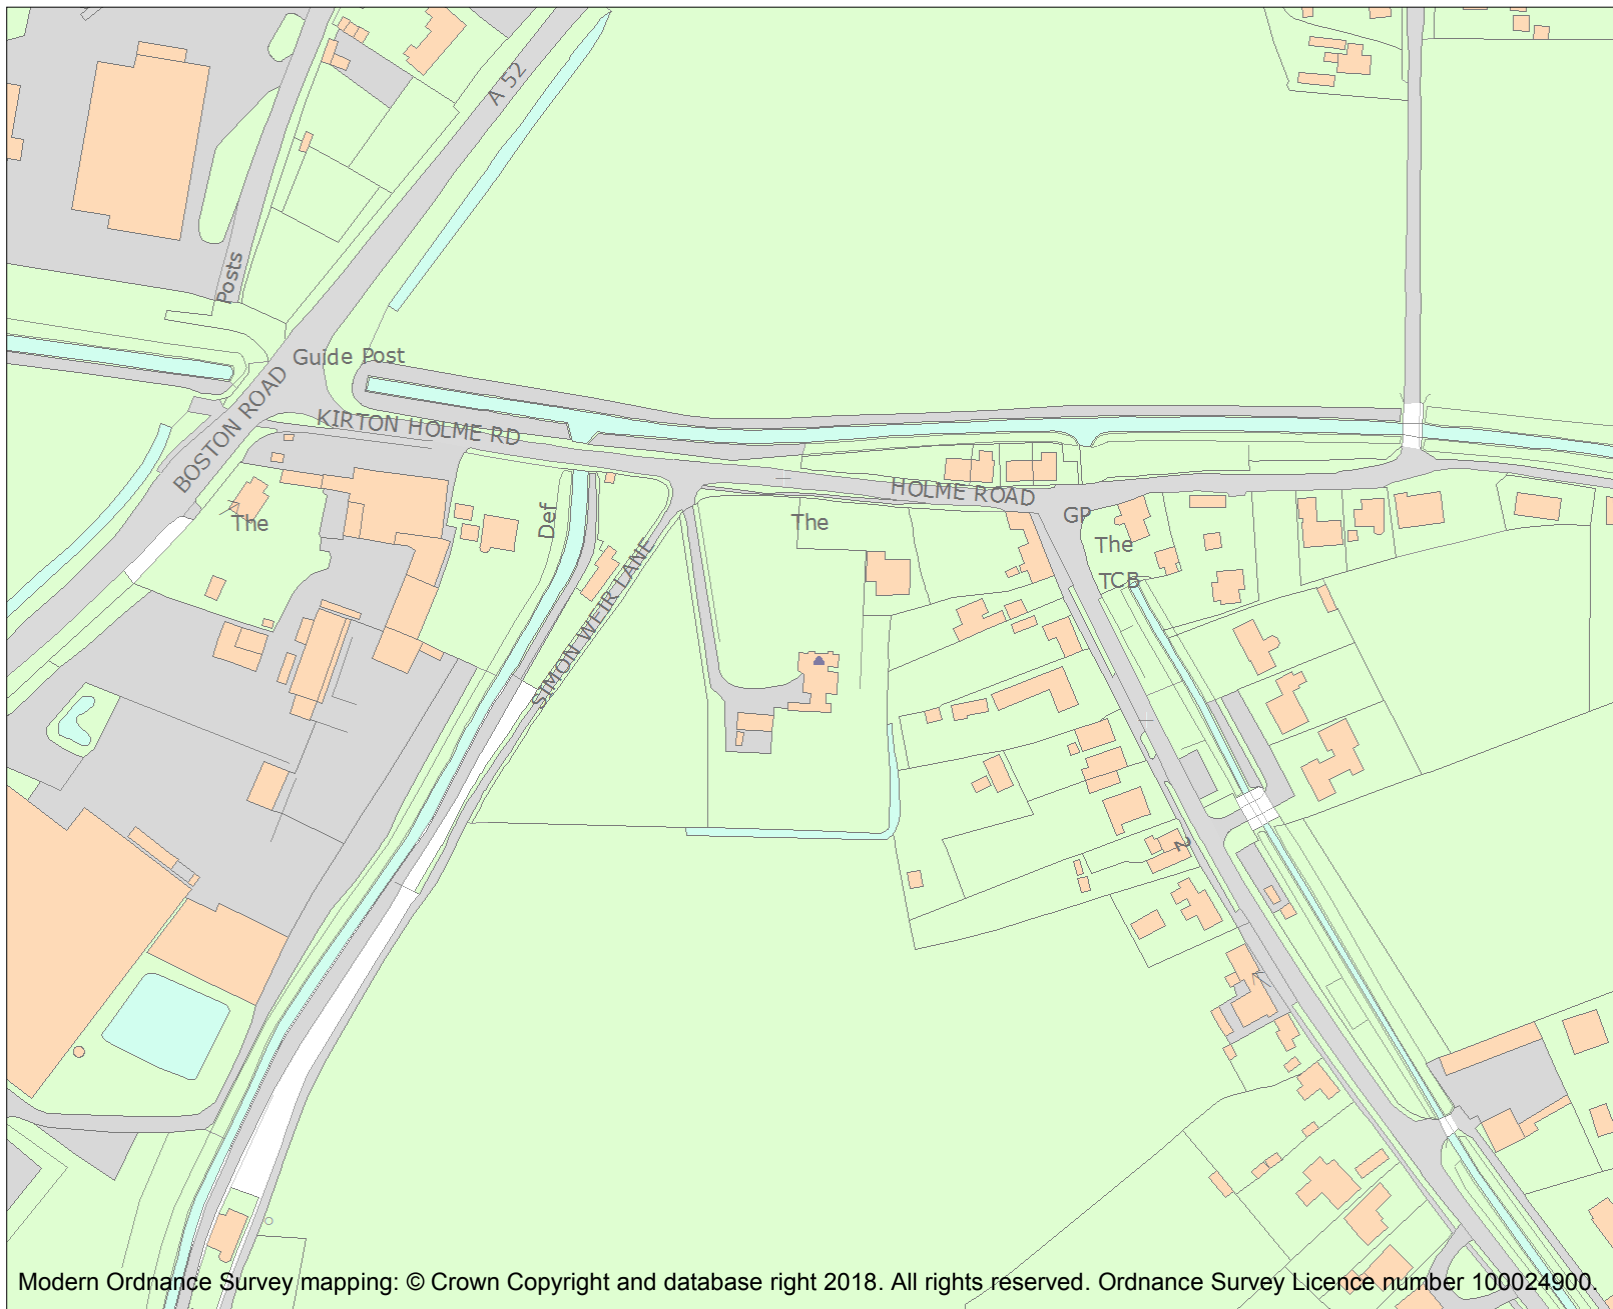 A 52
Posts
Guide Post
BOSTON ROAD
KIRTON HOLME RD
HOLME ROAD
The
Def
The
GP
The
TCB
SIMON WEIR LANE
2
Modern Ordnance Survey mapping: © Crown Copyright and database right 2018. All rights reserved. Ordnance Survey Licence number 100024900.